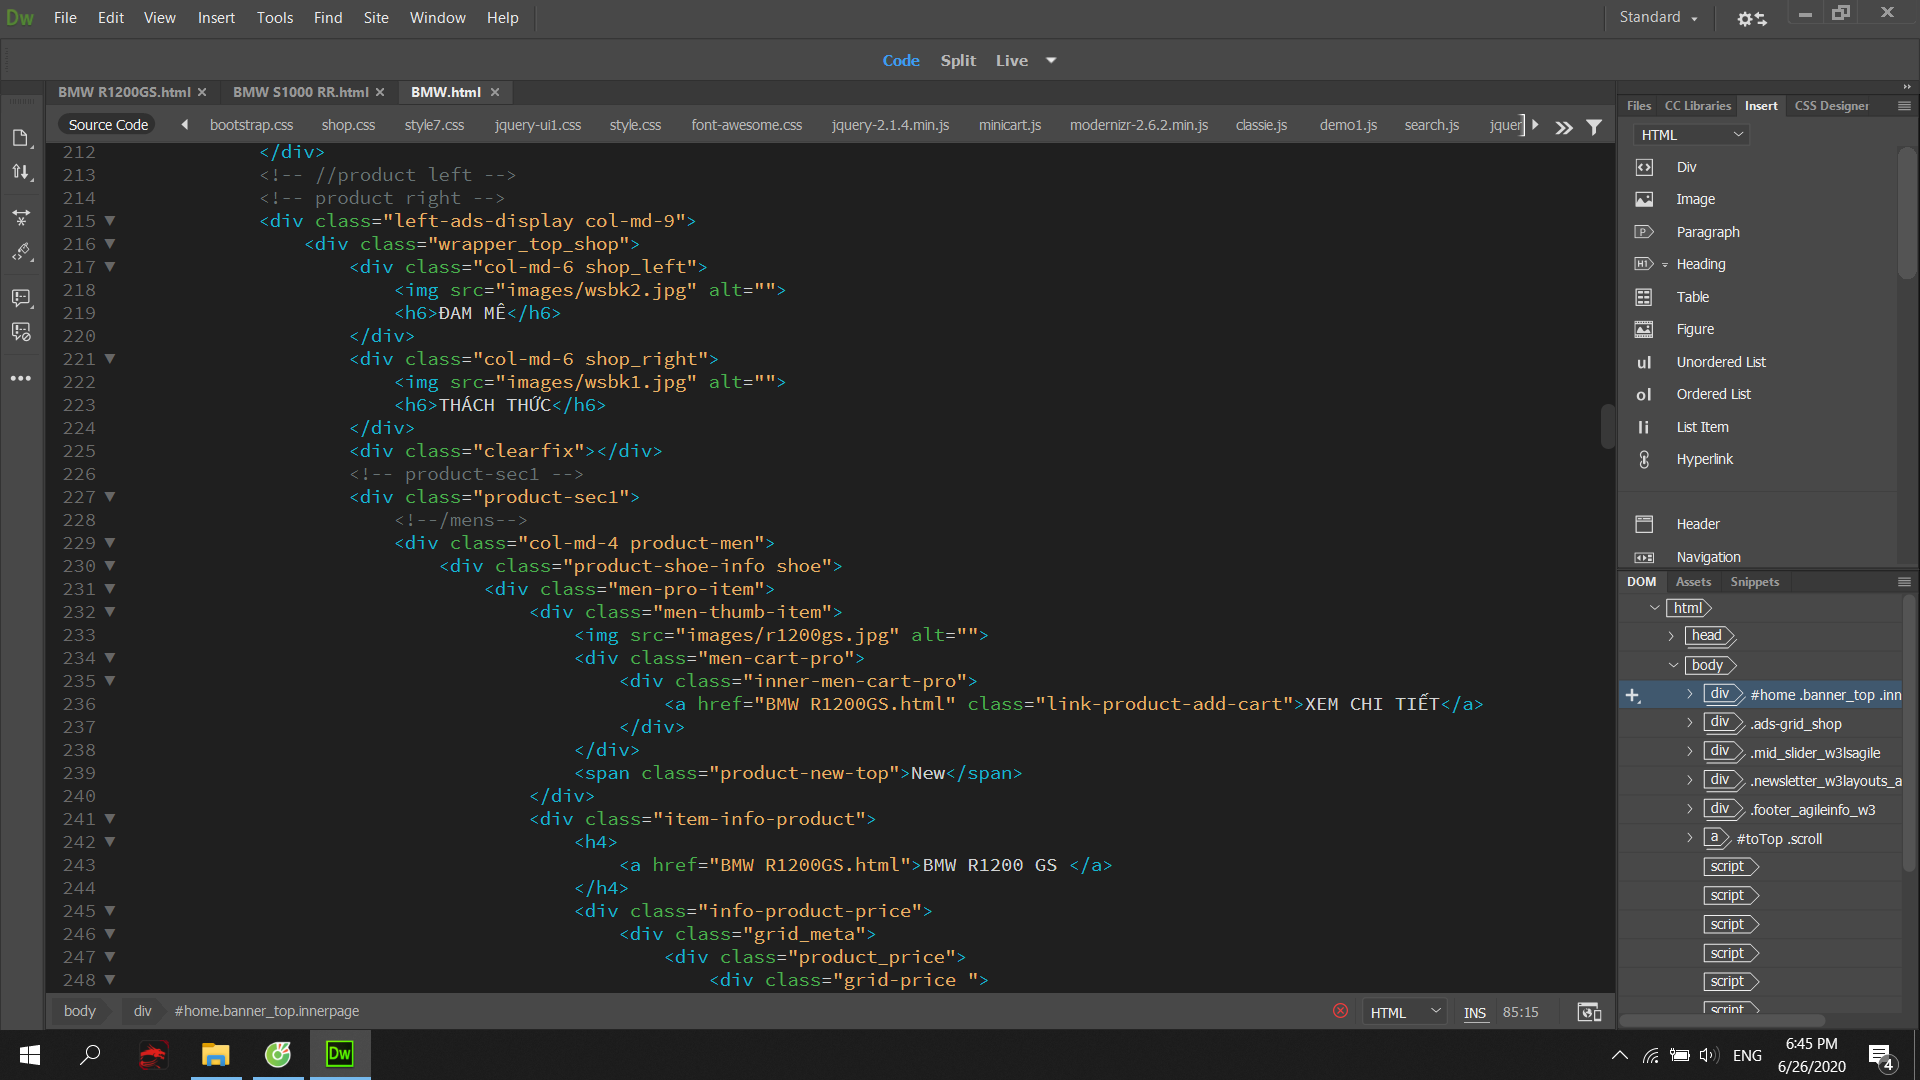 Dw File Edit View Insert Tools Find Site Window Help
Standard
Code Split Live
BMW R1200GS.html BMW S1000 RR.html BMW.html
Source Code bootstrap.css shop.css style7.css jquery-ui1.css style.css font-awesome.css jquery-2.1.4.min.js minicart.js modernizr-2.6.2.min.js classie.js demo1.js search.js jquer
212 </div>
213 <!-- //product left -->
214 <!-- product right -->
215 <div class="left-ads-display col-md-9">
216 <div class="wrapper_top_shop">
217 <div class="col-md-6 shop_left">
218 <img src="images/wsbk2.jpg" alt="">
219 <h6>ĐAM MÊ</h6>
220 </div>
221 <div class="col-md-6 shop_right">
222 <img src="images/wsbk1.jpg" alt="">
223 <h6>THÁCH THỨC</h6>
224 </div>
225 <div class="clearfix"></div>
226 <!-- product-sec1 -->
227 <div class="product-sec1">
228 <!--/mens-->
229 <div class="col-md-4 product-men">
230 <div class="product-shoe-info shoe">
231 <div class="men-pro-item">
232 <div class="men-thumb-item">
233 <img src="images/r1200gs.jpg" alt="">
234 <div class="men-cart-pro">
235 <div class="inner-men-cart-pro">
236 <a href="BMW R1200GS.html" class="link-product-add-cart">XEM CHI TIẾT</a>
237 </div>
238 </div>
239 <span class="product-new-top">New</span>
240 </div>
241 <div class="item-info-product">
242 <h4>
243 <a href="BMW R1200GS.html">BMW R1200 GS </a>
244 </h4>
245 <div class="info-product-price">
246 <div class="grid_meta">
247 <div class="product_price">
248 <div class="grid-price ">
body div #home.banner_top.innerpage
HTML INS 85:15
Files CC Libraries Insert CSS Designer
HTML
Div
Image
P Paragraph
H1 Heading
Table
Figure
ul Unordered List
ol Ordered List
li List Item
Hyperlink
Header
Navigation
DOM Assets Snippets
html
head
body
div #home .banner_top .inn
div .ads-grid_shop
div .mid_slider_w3lsagile
div .newsletter_w3layouts_a
div .footer_agileinfo_w3
a #toTop .scroll
script
script
script
script
script
script
Dw
ENG
6:45 PM
6/26/2020
4